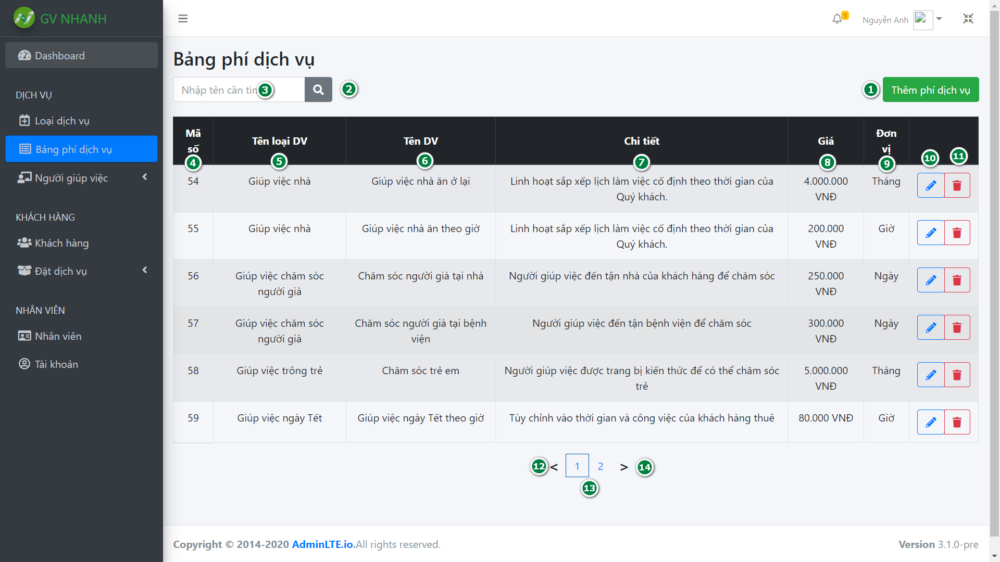 GV NHANH
1
Nguyễn Anh
Dashboard
DỊCH VỤ
Loại dịch vụ
Bảng phí dịch vụ
Người giúp việc
KHÁCH HÀNG
Khách hàng
Đặt dịch vụ
NHÂN VIÊN
Nhân viên
Tài khoản
Bảng phí dịch vụ
Nhập tên cần tìm 3
2
1 Thêm phí dịch vụ
Mã số Tên loại DV Tên DV Chi tiết Giá Đơn vị
4 5 6 7 8 9 10 11
54 Giúp việc nhà Giúp việc nhà ăn ở lại Linh hoạt sắp xếp lịch làm việc cố định theo thời gian của 4.000.000 Tháng
Quý khách. VNĐ
55 Giúp việc nhà Giúp việc nhà ăn theo giờ Linh hoạt sắp xếp lịch làm việc cố định theo thời gian của 200.000 Giờ
Quý khách. VNĐ
56 Giúp việc chăm sóc Chăm sóc người già tại nhà Người giúp việc đến tận nhà của khách hàng để chăm sóc 250.000 Ngày
người già VNĐ
57 Giúp việc chăm sóc Chăm sóc người già tại bệnh Người giúp việc đến tận bệnh viện để chăm sóc 300.000 Ngày
người già viện VNĐ
58 Giúp việc trông trẻ Chăm sóc trẻ em Người giúp việc được trang bị kiến thức để có thể chăm sóc 5.000.000 Tháng
trẻ VNĐ
59 Giúp việc ngày Tết Giúp việc ngày Tết theo giờ Tùy chỉnh vào thời gian và công việc của khách hàng thuê 80.000 VNĐ Giờ
12 < 1 2 > 14
13
Copyright © 2014-2020 AdminLTE.io.All rights reserved.
Version 3.1.0-pre